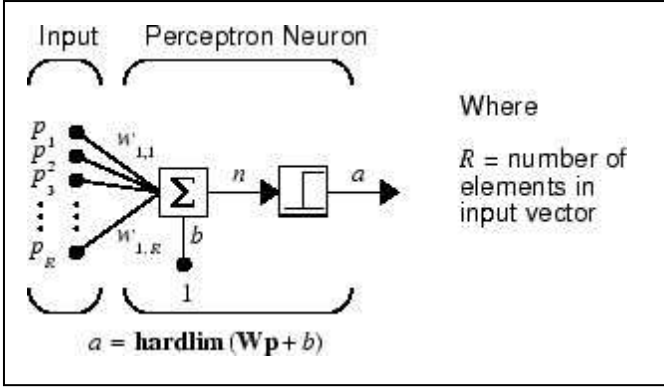 Input Perceptron Neuron
p1
p2
p3
pR
w1,1
w1,R
Σ
n
a
b
1
a = hardlim (Wp + b)
Where
R = number of
elements in
input vector